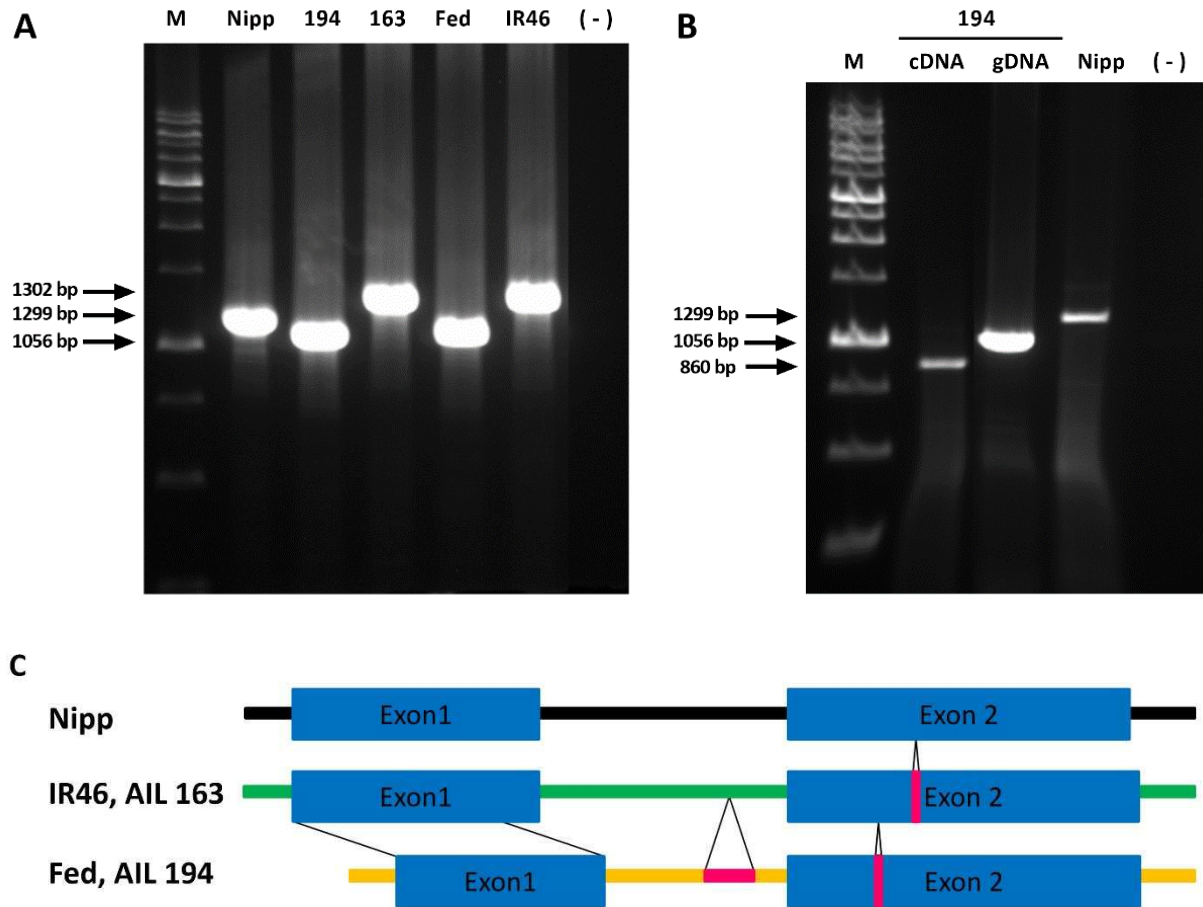 A
M Nipp 194 163 Fed IR46 ( - )
1302 bp
1299 bp
1056 bp
B
194
M cDNA gDNA Nipp ( - )
1299 bp
1056 bp
860 bp
C
Nipp Exon1 Exon 2
IR46, AIL 163 Exon1 Exon 2
Fed, AIL 194 Exon1 Exon 2